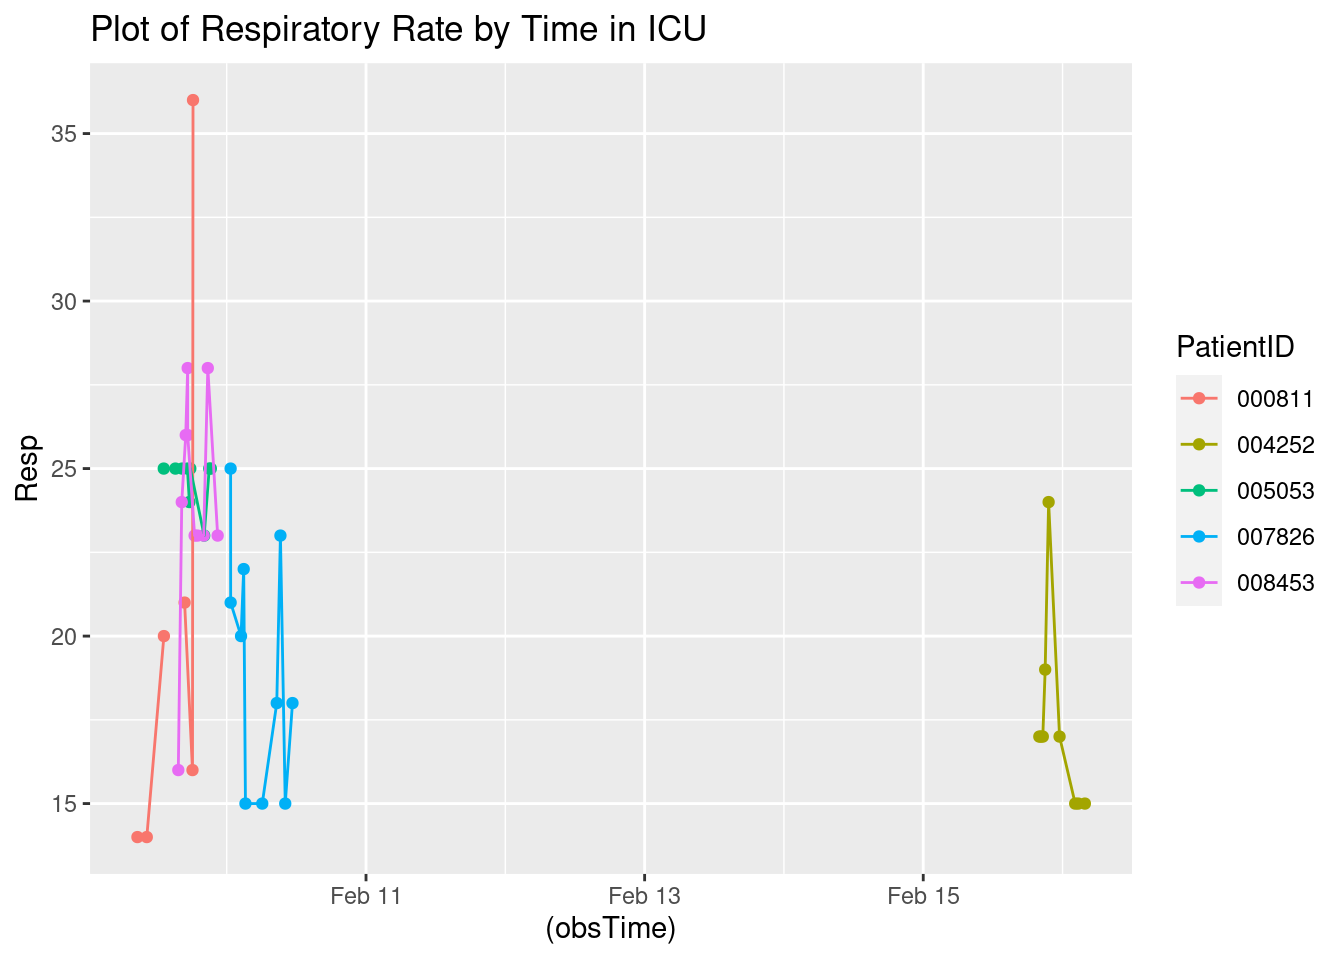 Plot of Respiratory Rate by Time in ICU
35
30
25
20
15
Resp
Feb 11
Feb 13
Feb 15
(obsTime)
PatientID
000811
004252
005053
007826
008453